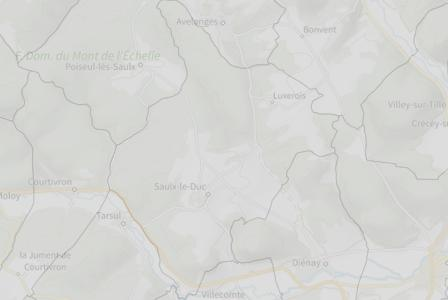 Avelonges
Bonvent
F. Dom. du Mont de l'Échelle
Poiseul-lès-Saulx
Luxerois
Villey-sur-Tille
Crécey-s
Courtivron
Saulx-le-Duc
Moloy
Tarsul
la Jument de
Courtivron
Diénay
Villecomte